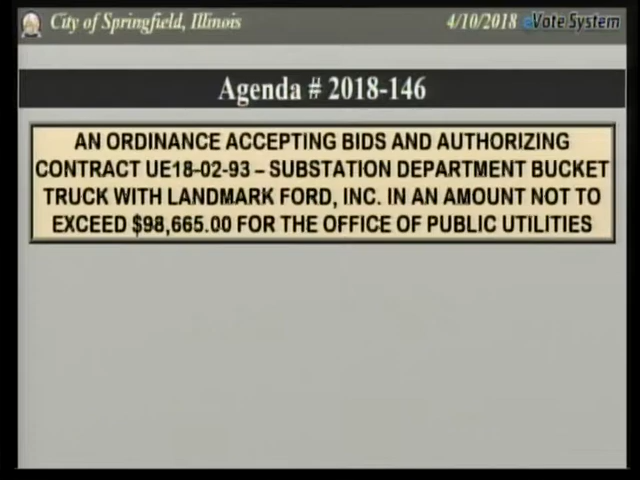 City of Springfield, Illinois 4/10/2018 eVote System
Agenda # 2018-146
AN ORDINANCE ACCEPTING BIDS AND AUTHORIZING
CONTRACT UE18-02-93 – SUBSTATION DEPARTMENT BUCKET
TRUCK WITH LANDMARK FORD, INC. IN AN AMOUNT NOT TO
EXCEED $98,665.00 FOR THE OFFICE OF PUBLIC UTILITIES